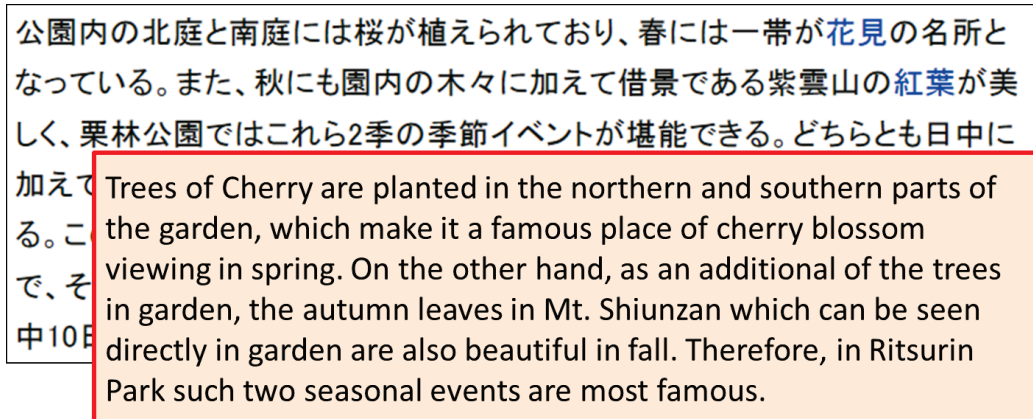 公園内の北庭と南庭には桜が植えられており、春には一帯が花見の名所と
なっている。また、秋にも園内の木々に加えて借景である紫雲山の紅葉が美
しく、栗林公園ではこれら2季の季節イベントが堪能できる。どちらとも日中に
加えて
る。こ
で、そ
中10日
Trees of Cherry are planted in the northern and southern parts of
the garden, which make it a famous place of cherry blossom
viewing in spring. On the other hand, as an additional of the trees
in garden, the autumn leaves in Mt. Shiunzan which can be seen
directly in garden are also beautiful in fall. Therefore, in Ritsurin
Park such two seasonal events are most famous.